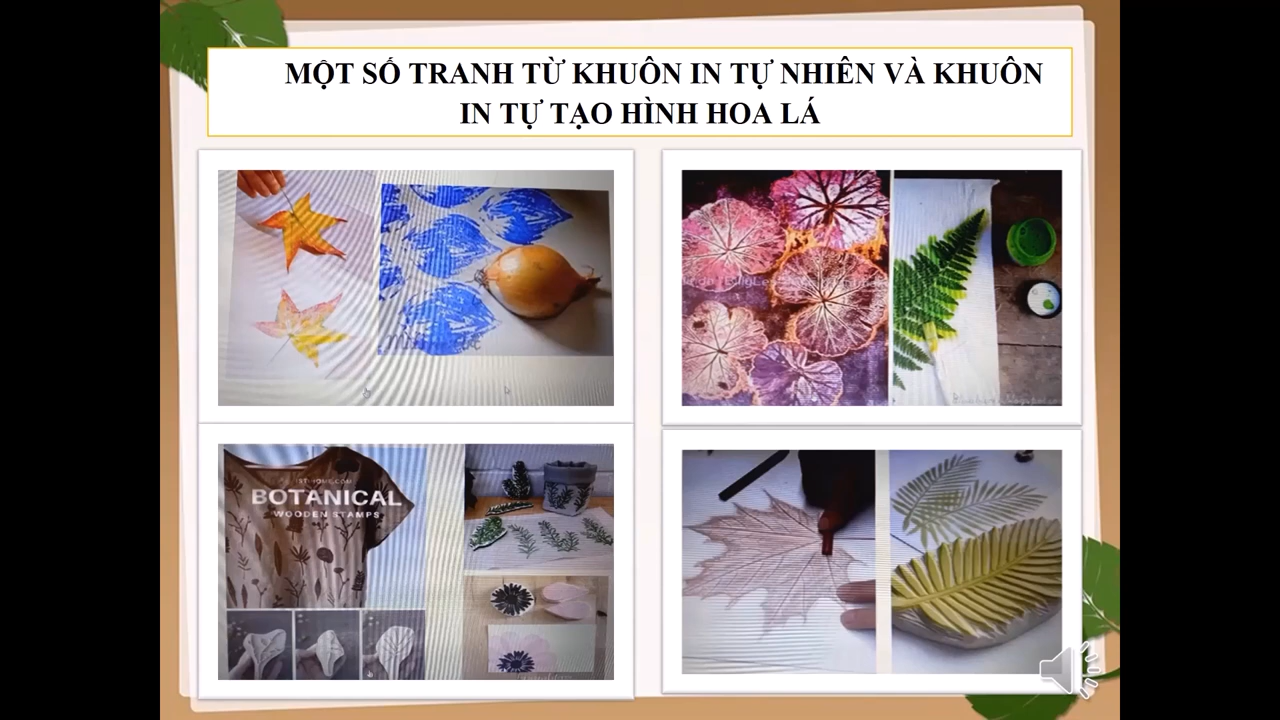 MỘT SỐ TRANH TỪ KHUÔN IN TỰ NHIÊN VÀ KHUÔN
IN TỰ TẠO HÌNH HOA LÁ
BOTANICAL
WOODEN STAMPS